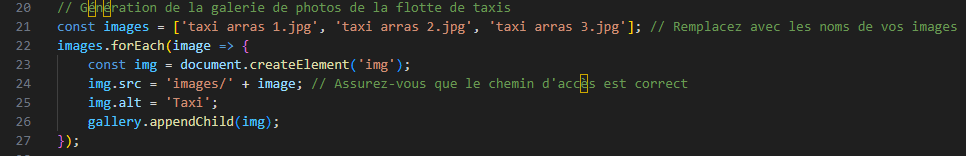 20 // Génération de la galerie de photos de la flotte de taxis
21 const images = ['taxi arras 1.jpg', 'taxi arras 2.jpg', 'taxi arras 3.jpg']; // Remplacez avec les noms de vos images
22 images.forEach(image => {
23 const img = document.createElement('img');
24 img.src = 'images/' + image; // Assurez-vous que le chemin d'accès est correct
25 img.alt = 'Taxi';
26 gallery.appendChild(img);
27 });